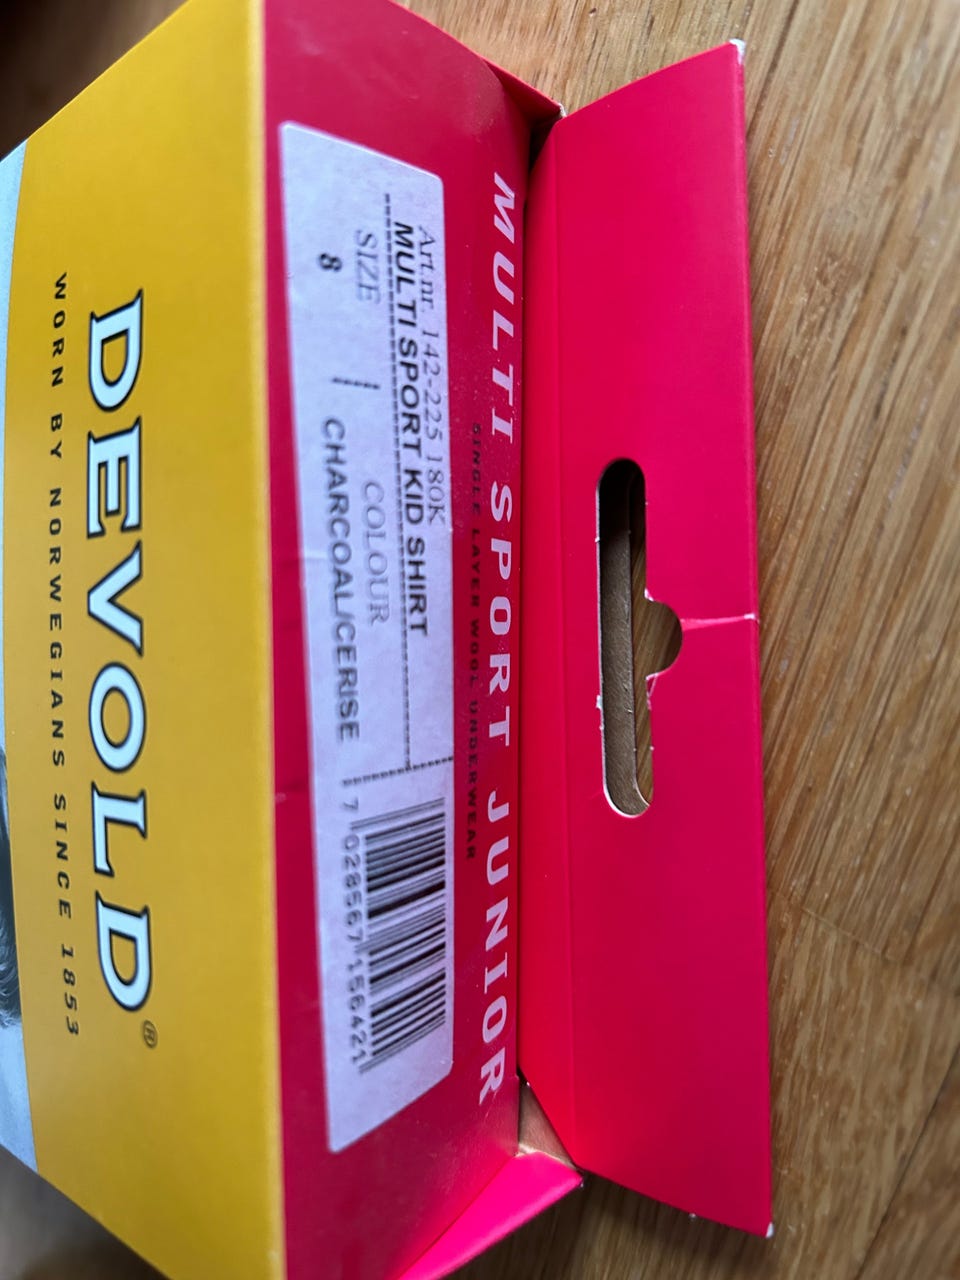 MULTI SPORT JUNIOR
SINGLE LAYER WOOL UNDERWEAR
Art.nr. 142-225 180K
MULTI SPORT KID SHIRT
SIZE COLOUR
8 CHARCOAL/CERISE
7 028567 156421
DEVOLD®
WORN BY NORWEGIANS SINCE 1853